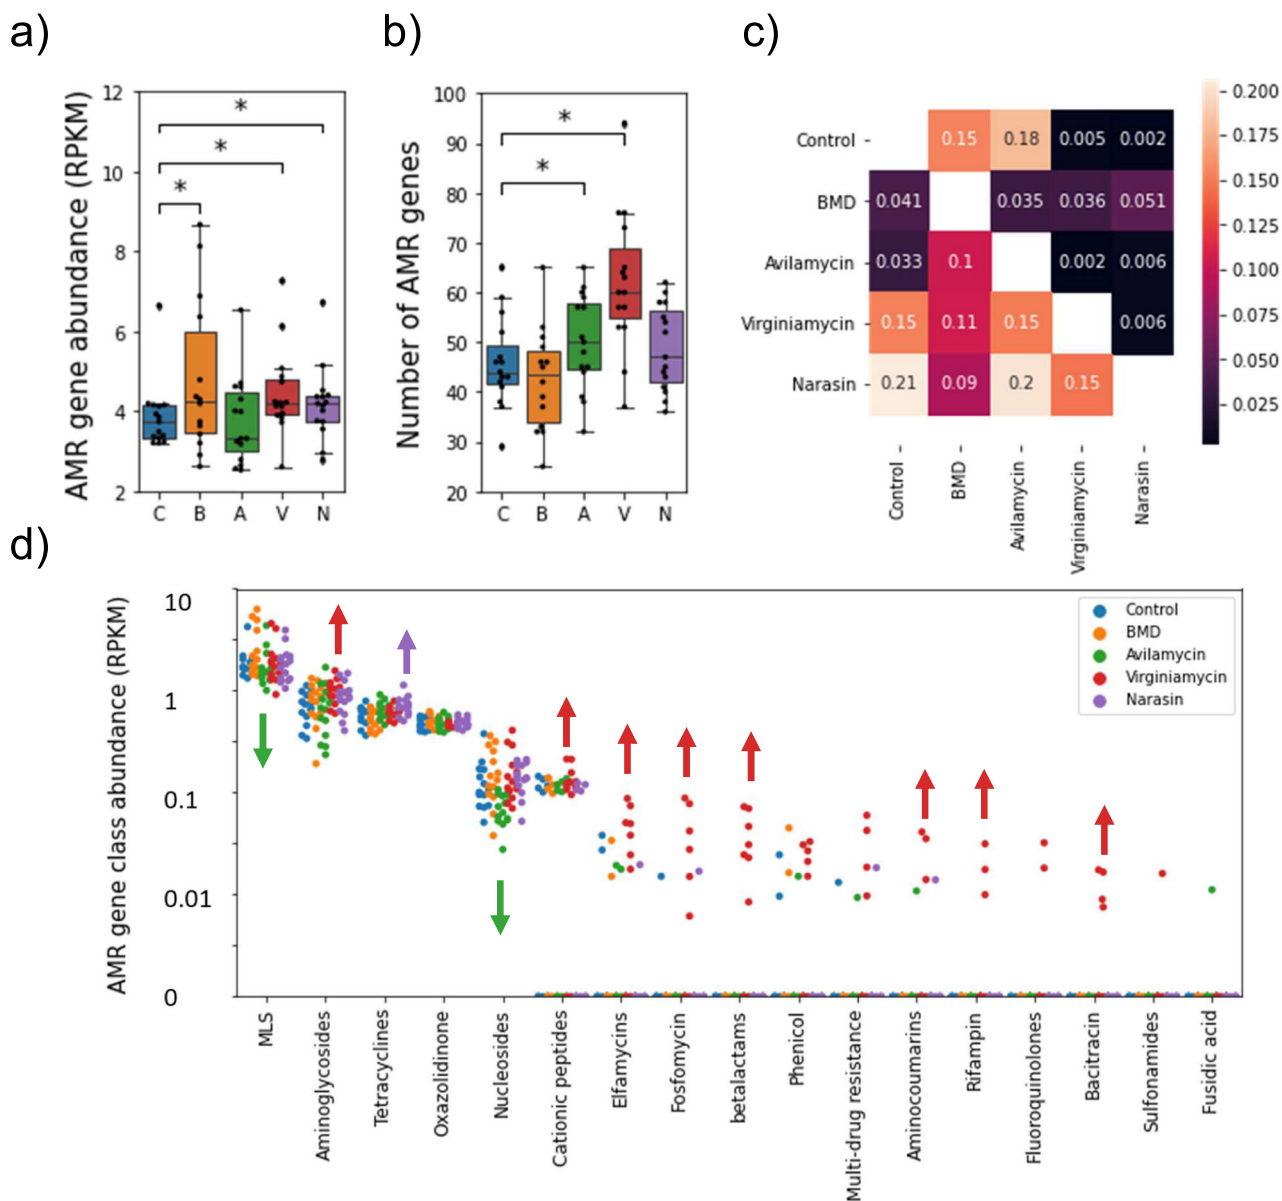 a)
b)
c)
AMR gene abundance (RPKM)
12
10
8
6
4
2
*
*
*
C B A V N
Number of AMR genes
100
90
80
70
60
50
40
30
20
*
*
C B A V N
Control
BMD
Avilamycin
Virginiamycin
Narasin
0.15 0.18 0.005 0.002
0.041 0.035 0.036 0.051
0.033 0.1 0.002 0.006
0.15 0.11 0.15 0.006
0.21 0.09 0.2 0.15
Control
BMD
Avilamycin
Virginiamycin
Narasin
0.200
0.175
0.150
0.125
0.100
0.075
0.050
0.025
d)
AMR gene class abundance (RPKM)
10
1
0.1
0.01
0
Control
BMD
Avilamycin
Virginiamycin
Narasin
MLS
Aminoglycosides
Tetracyclines
Oxazolidinone
Nucleosides
Cationic peptides
Elfamycins
Fosfomycin
betalactams
Phenicol
Multi-drug resistance
Aminocoumarins
Rifampin
Fluoroquinolones
Bacitracin
Sulfonamides
Fusidic acid